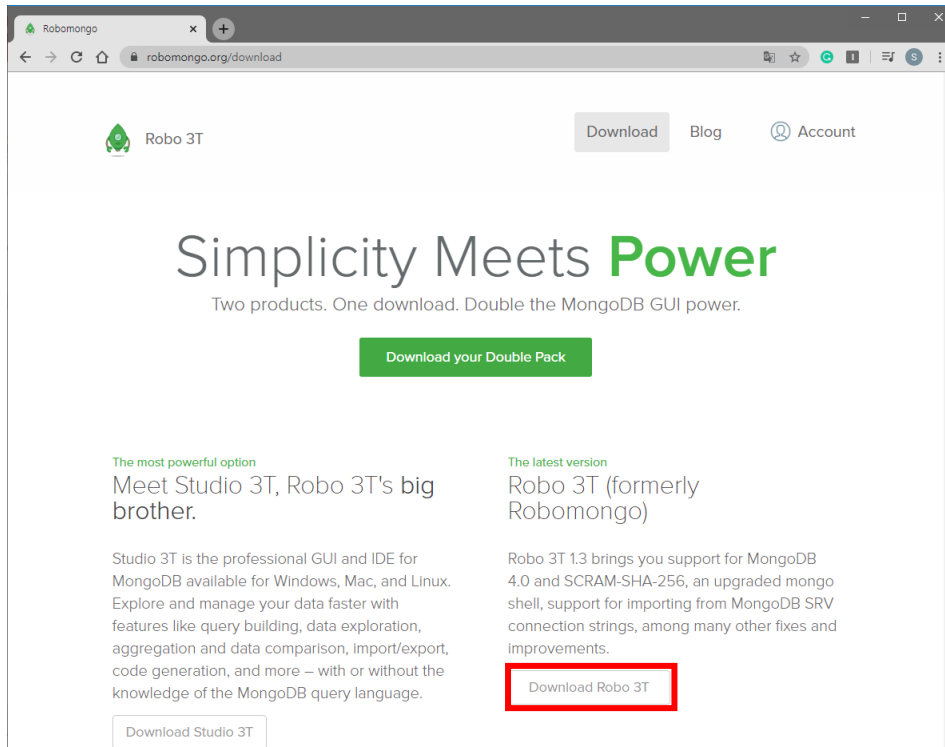 Robomongo
robomongo.org/download
S
Robo 3T
Download
Blog
Account
Simplicity Meets Power
Two products. One download. Double the MongoDB GUI power.
Download your Double Pack
The most powerful option
Meet Studio 3T, Robo 3T's big
brother.
Studio 3T is the professional GUI and IDE for
MongoDB available for Windows, Mac, and Linux.
Explore and manage your data faster with
features like query building, data exploration,
aggregation and data comparison, import/export,
code generation, and more – with or without the
knowledge of the MongoDB query language.
Download Studio 3T
The latest version
Robo 3T (formerly
Robomongo)
Robo 3T 1.3 brings you support for MongoDB
4.0 and SCRAM-SHA-256, an upgraded mongo
shell, support for importing from MongoDB SRV
connection strings, among many other fixes and
improvements.
Download Robo 3T